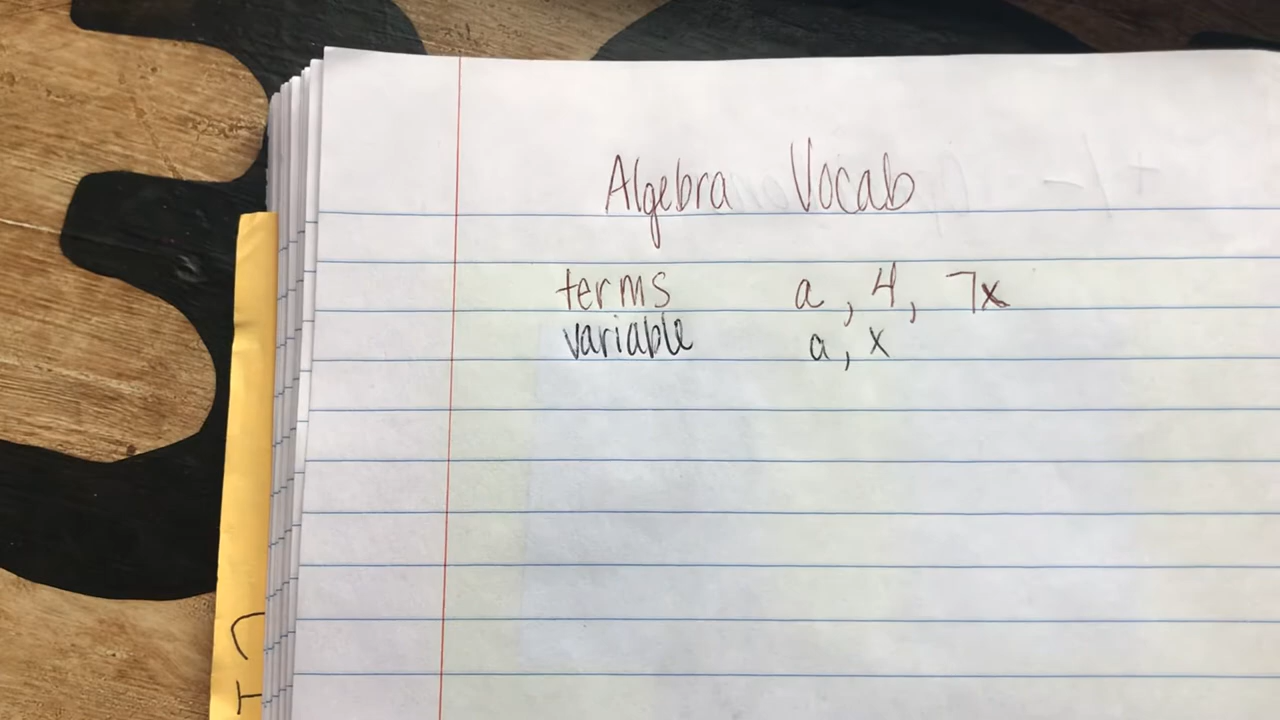 Algebra Vocab
terms a, 4, 7x
variable a, x